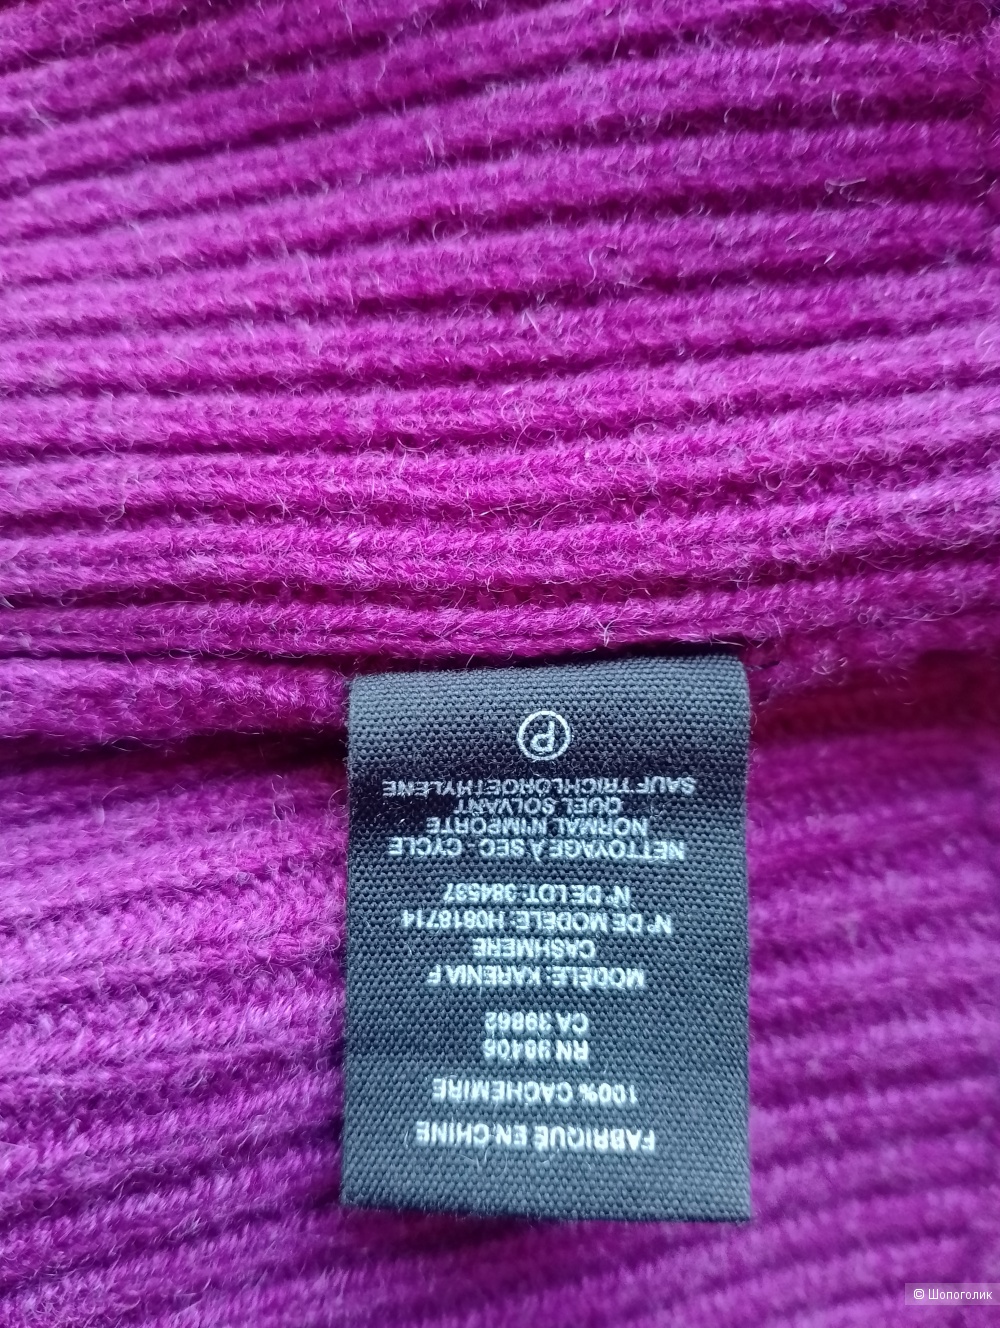 FABRIQUÉ EN CHINE
100% CACHEMIRE
RN 98406
CA 39862
MODÈLE: KARENIA F
CASHMERE
N° DE MODÈLE: H0818714
N° DE LOT: 384537
NETTOYAGE À SEC - CYCLE
NORMAL N'IMPORTE
QUEL SOLVANT
SAUF TRICHLOROETHYLENE
P
© Шопоголик